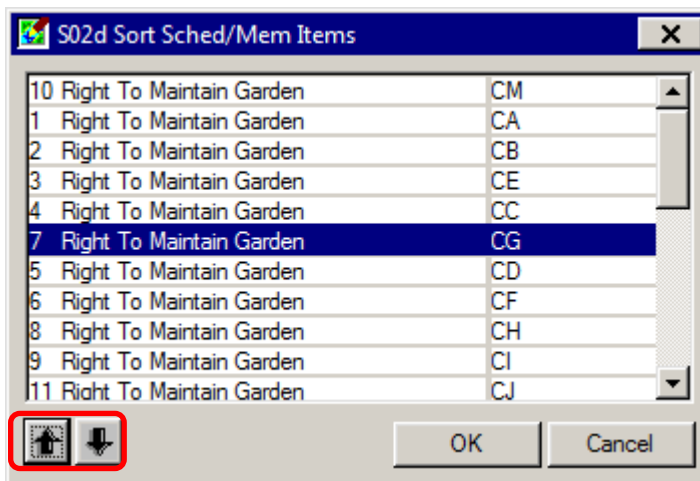 S02d Sort Sched/Mem Items
10 Right To Maintain Garden CM
1 Right To Maintain Garden CA
2 Right To Maintain Garden CB
3 Right To Maintain Garden CE
4 Right To Maintain Garden CC
7 Right To Maintain Garden CG
5 Right To Maintain Garden CD
6 Right To Maintain Garden CF
8 Right To Maintain Garden CH
9 Right To Maintain Garden CI
11 Right To Maintain Garden CJ
OK Cancel